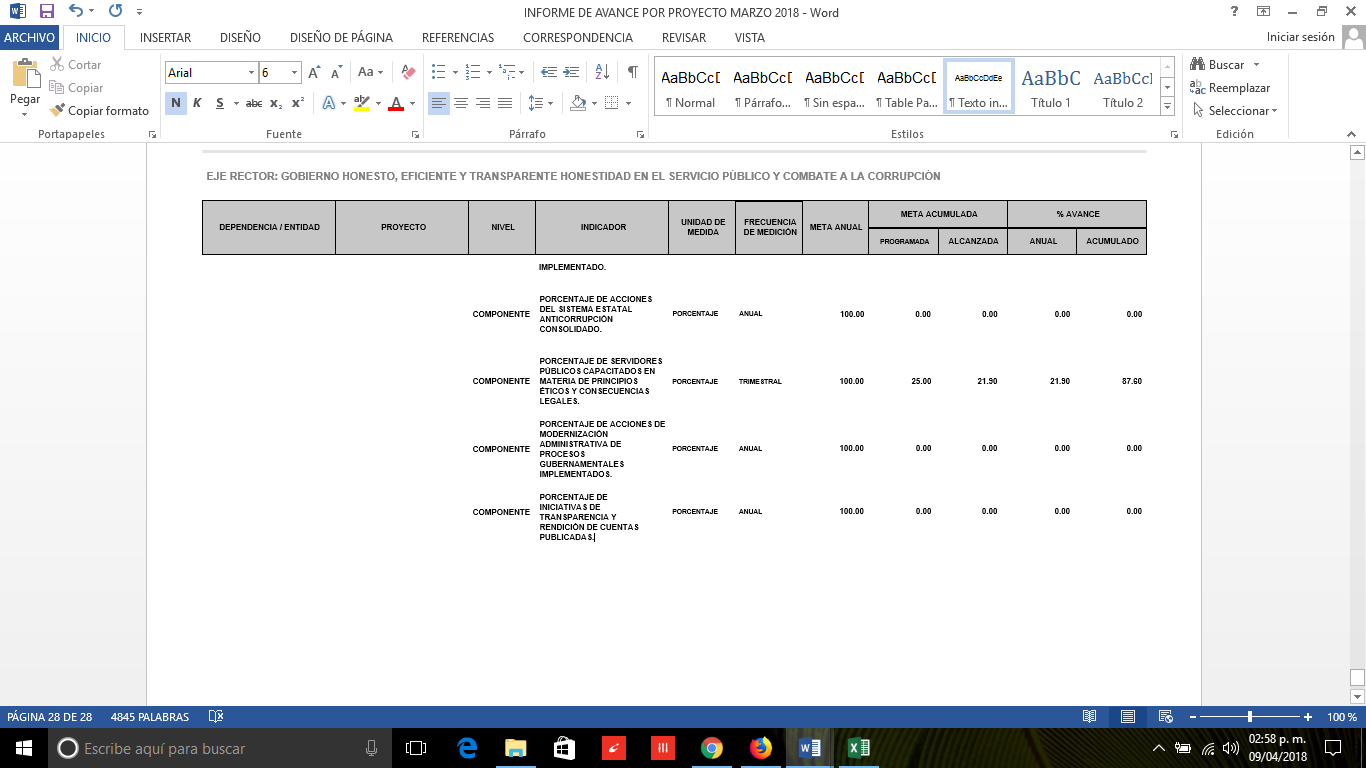 INFORME DE AVANCE POR PROYECTO MARZO 2018 - Word
ARCHIVO INICIO INSERTAR DISEÑO DISEÑO DE PÁGINA REFERENCIAS CORRESPONDENCIA REVISAR VISTA Iniciar sesión
Pegar
Cortar
Copiar
Copiar formato
Portapapeles
Arial 6
N K S abc x₂ x²
Fuente
Párrafo
AaBbCcD AaBbCcD AaBbCcD AaBbCcD AaBbCcDdEe AaBbC AaBbCcD
¶ Normal ¶ Párrafo... ¶ Sin espa... ¶ Table Pa... ¶ Texto in... Título 1 Título 2
Estilos
Buscar
Reemplazar
Seleccionar
Edición
EJE RECTOR: GOBIERNO HONESTO, EFICIENTE Y TRANSPARENTE HONESTIDAD EN EL SERVICIO PÚBLICO Y COMBATE A LA CORRUPCIÓN
DEPENDENCIA / ENTIDAD PROYECTO NIVEL INDICADOR UNIDAD DE MEDIDA FRECUENCIA DE MEDICIÓN META ANUAL META ACUMULADA % AVANCE
PROGRAMADA ALCANZADA ANUAL ACUMULADO
IMPLEMENTADO.
COMPONENTE PORCENTAJE DE ACCIONES
DEL SISTEMA ESTATAL
ANTICORRUPCIÓN
CONSOLIDADO.
PORCENTAJE ANUAL 100.00 0.00 0.00 0.00 0.00
COMPONENTE PORCENTAJE DE SERVIDORES
PÚBLICOS CAPACITADOS EN
MATERIA DE PRINCIPIOS
ÉTICOS Y CONSECUENCIAS
LEGALES.
PORCENTAJE TRIMESTRAL 100.00 25.00 21.90 21.90 87.60
COMPONENTE PORCENTAJE DE ACCIONES DE
MODERNIZACIÓN
ADMINISTRATIVA DE
PROCESOS
GUBERNAMENTALES
IMPLEMENTADOS.
PORCENTAJE ANUAL 100.00 0.00 0.00 0.00 0.00
COMPONENTE PORCENTAJE DE
INICIATIVAS DE
TRANSPARENCIA Y
RENDICIÓN DE CUENTAS
PUBLICADAS.
PORCENTAJE ANUAL 100.00 0.00 0.00 0.00 0.00
PÁGINA 28 DE 28 4845 PALABRAS 100 %
Escribe aquí para buscar
02:58 p. m.
09/04/2018